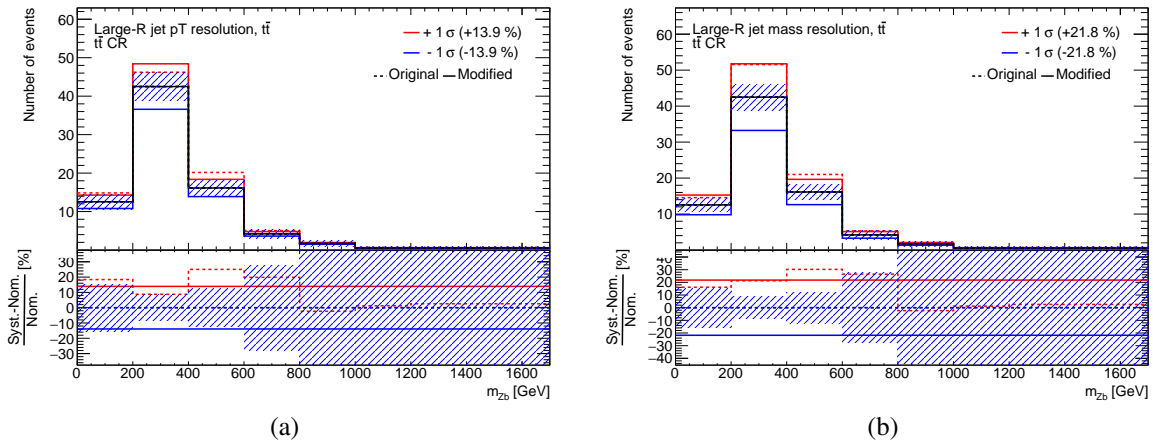 Number of events
60
50
40
30
20
10
Large-R jet pT resolution, tt̄
tt̄ CR
+ 1 σ (+13.9 %)
- 1 σ (-13.9 %)
Original
Modified
Syst.-Nom.
Nom.
[%]
30
20
10
0
−10
−20
−30
0 200 400 600 800 1000 1200 1400 1600
m_Zb [GeV]
(a)
Number of events
60
50
40
30
20
10
Large-R jet mass resolution, tt̄
tt̄ CR
+ 1 σ (+21.8 %)
- 1 σ (-21.8 %)
Original
Modified
Syst.-Nom.
Nom.
[%]
40
30
20
10
0
−10
−20
−30
−40
0 200 400 600 800 1000 1200 1400 1600
m_Zb [GeV]
(b)